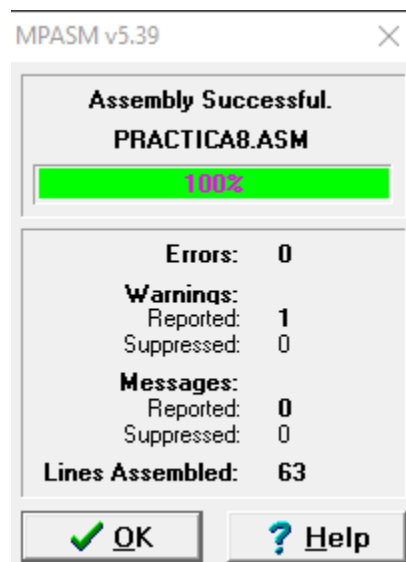 MPASM v5.39
Assembly Successful.
PRACTICA8.ASM
100%
Errors: 0
Warnings:
Reported: 1
Suppressed: 0
Messages:
Reported: 0
Suppressed: 0
Lines Assembled: 63
OK
Help